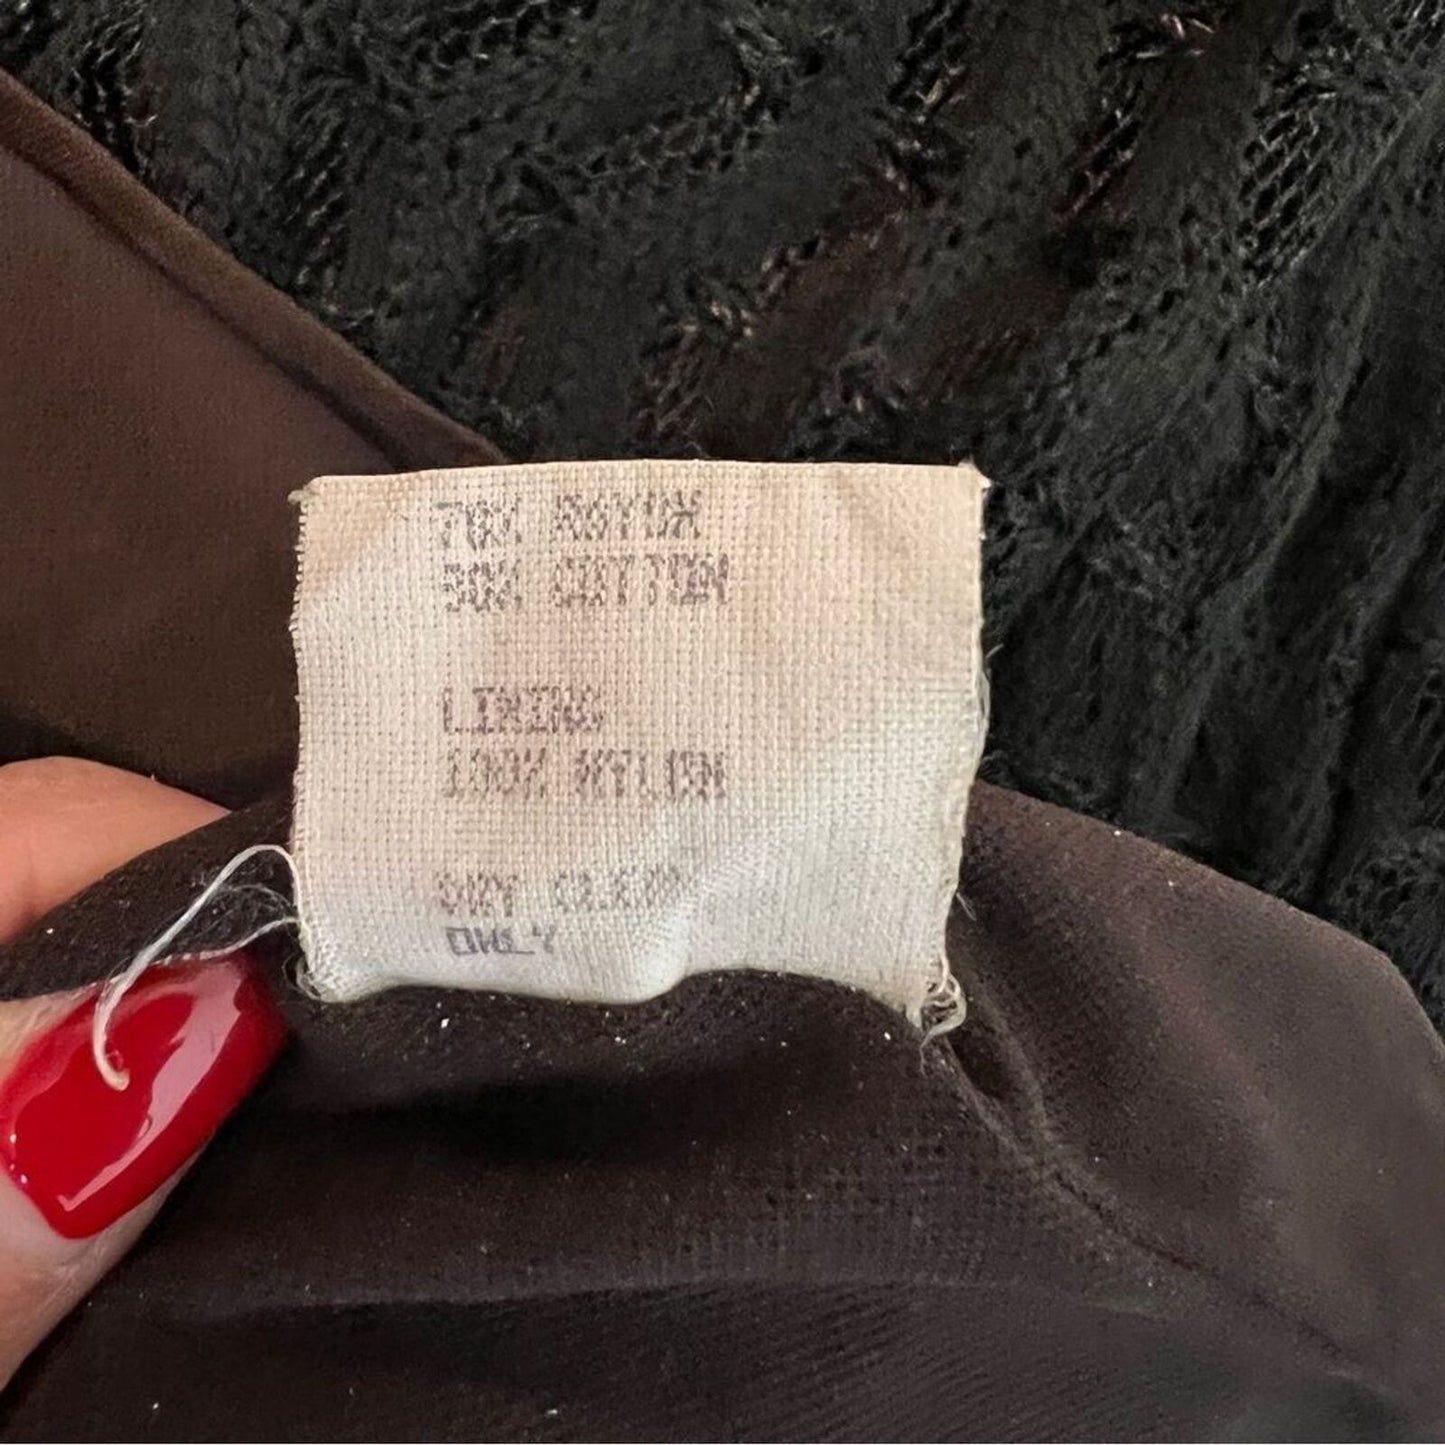 70% RAYON
30% COTTON
LINING
100% NYLON
DRY CLEAN
ONLY